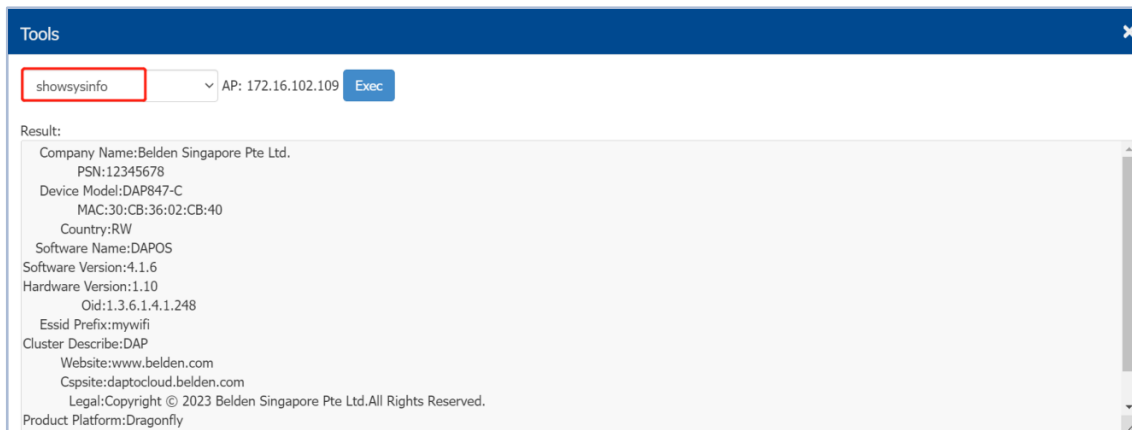 Tools
showsysinfo AP: 172.16.102.109 Exec
Result:
Company Name:Belden Singapore Pte Ltd.
PSN:12345678
Device Model:DAP847-C
MAC:30:CB:36:02:CB:40
Country:RW
Software Name:DAPOS
Software Version:4.1.6
Hardware Version:1.10
Oid:1.3.6.1.4.1.248
Essid Prefix:mywifi
Cluster Describe:DAP
Website:www.belden.com
Cspsite:daptocloud.belden.com
Legal:Copyright © 2023 Belden Singapore Pte Ltd.All Rights Reserved.
Product Platform:Dragonfly